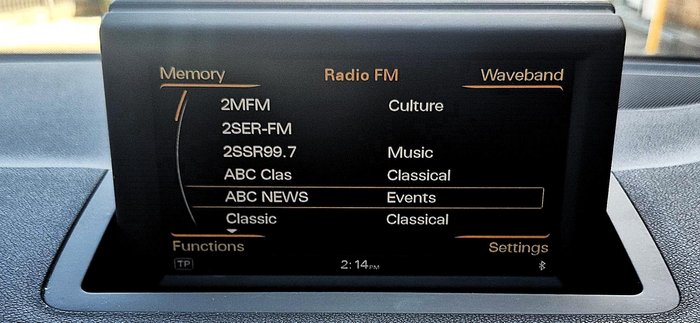 Memory Radio FM Waveband
2MFM Culture
2SER-FM
2SSR99.7 Music
ABC Clas Classical
ABC NEWS Events
Classic Classical
Functions Settings
TP 2:14PM